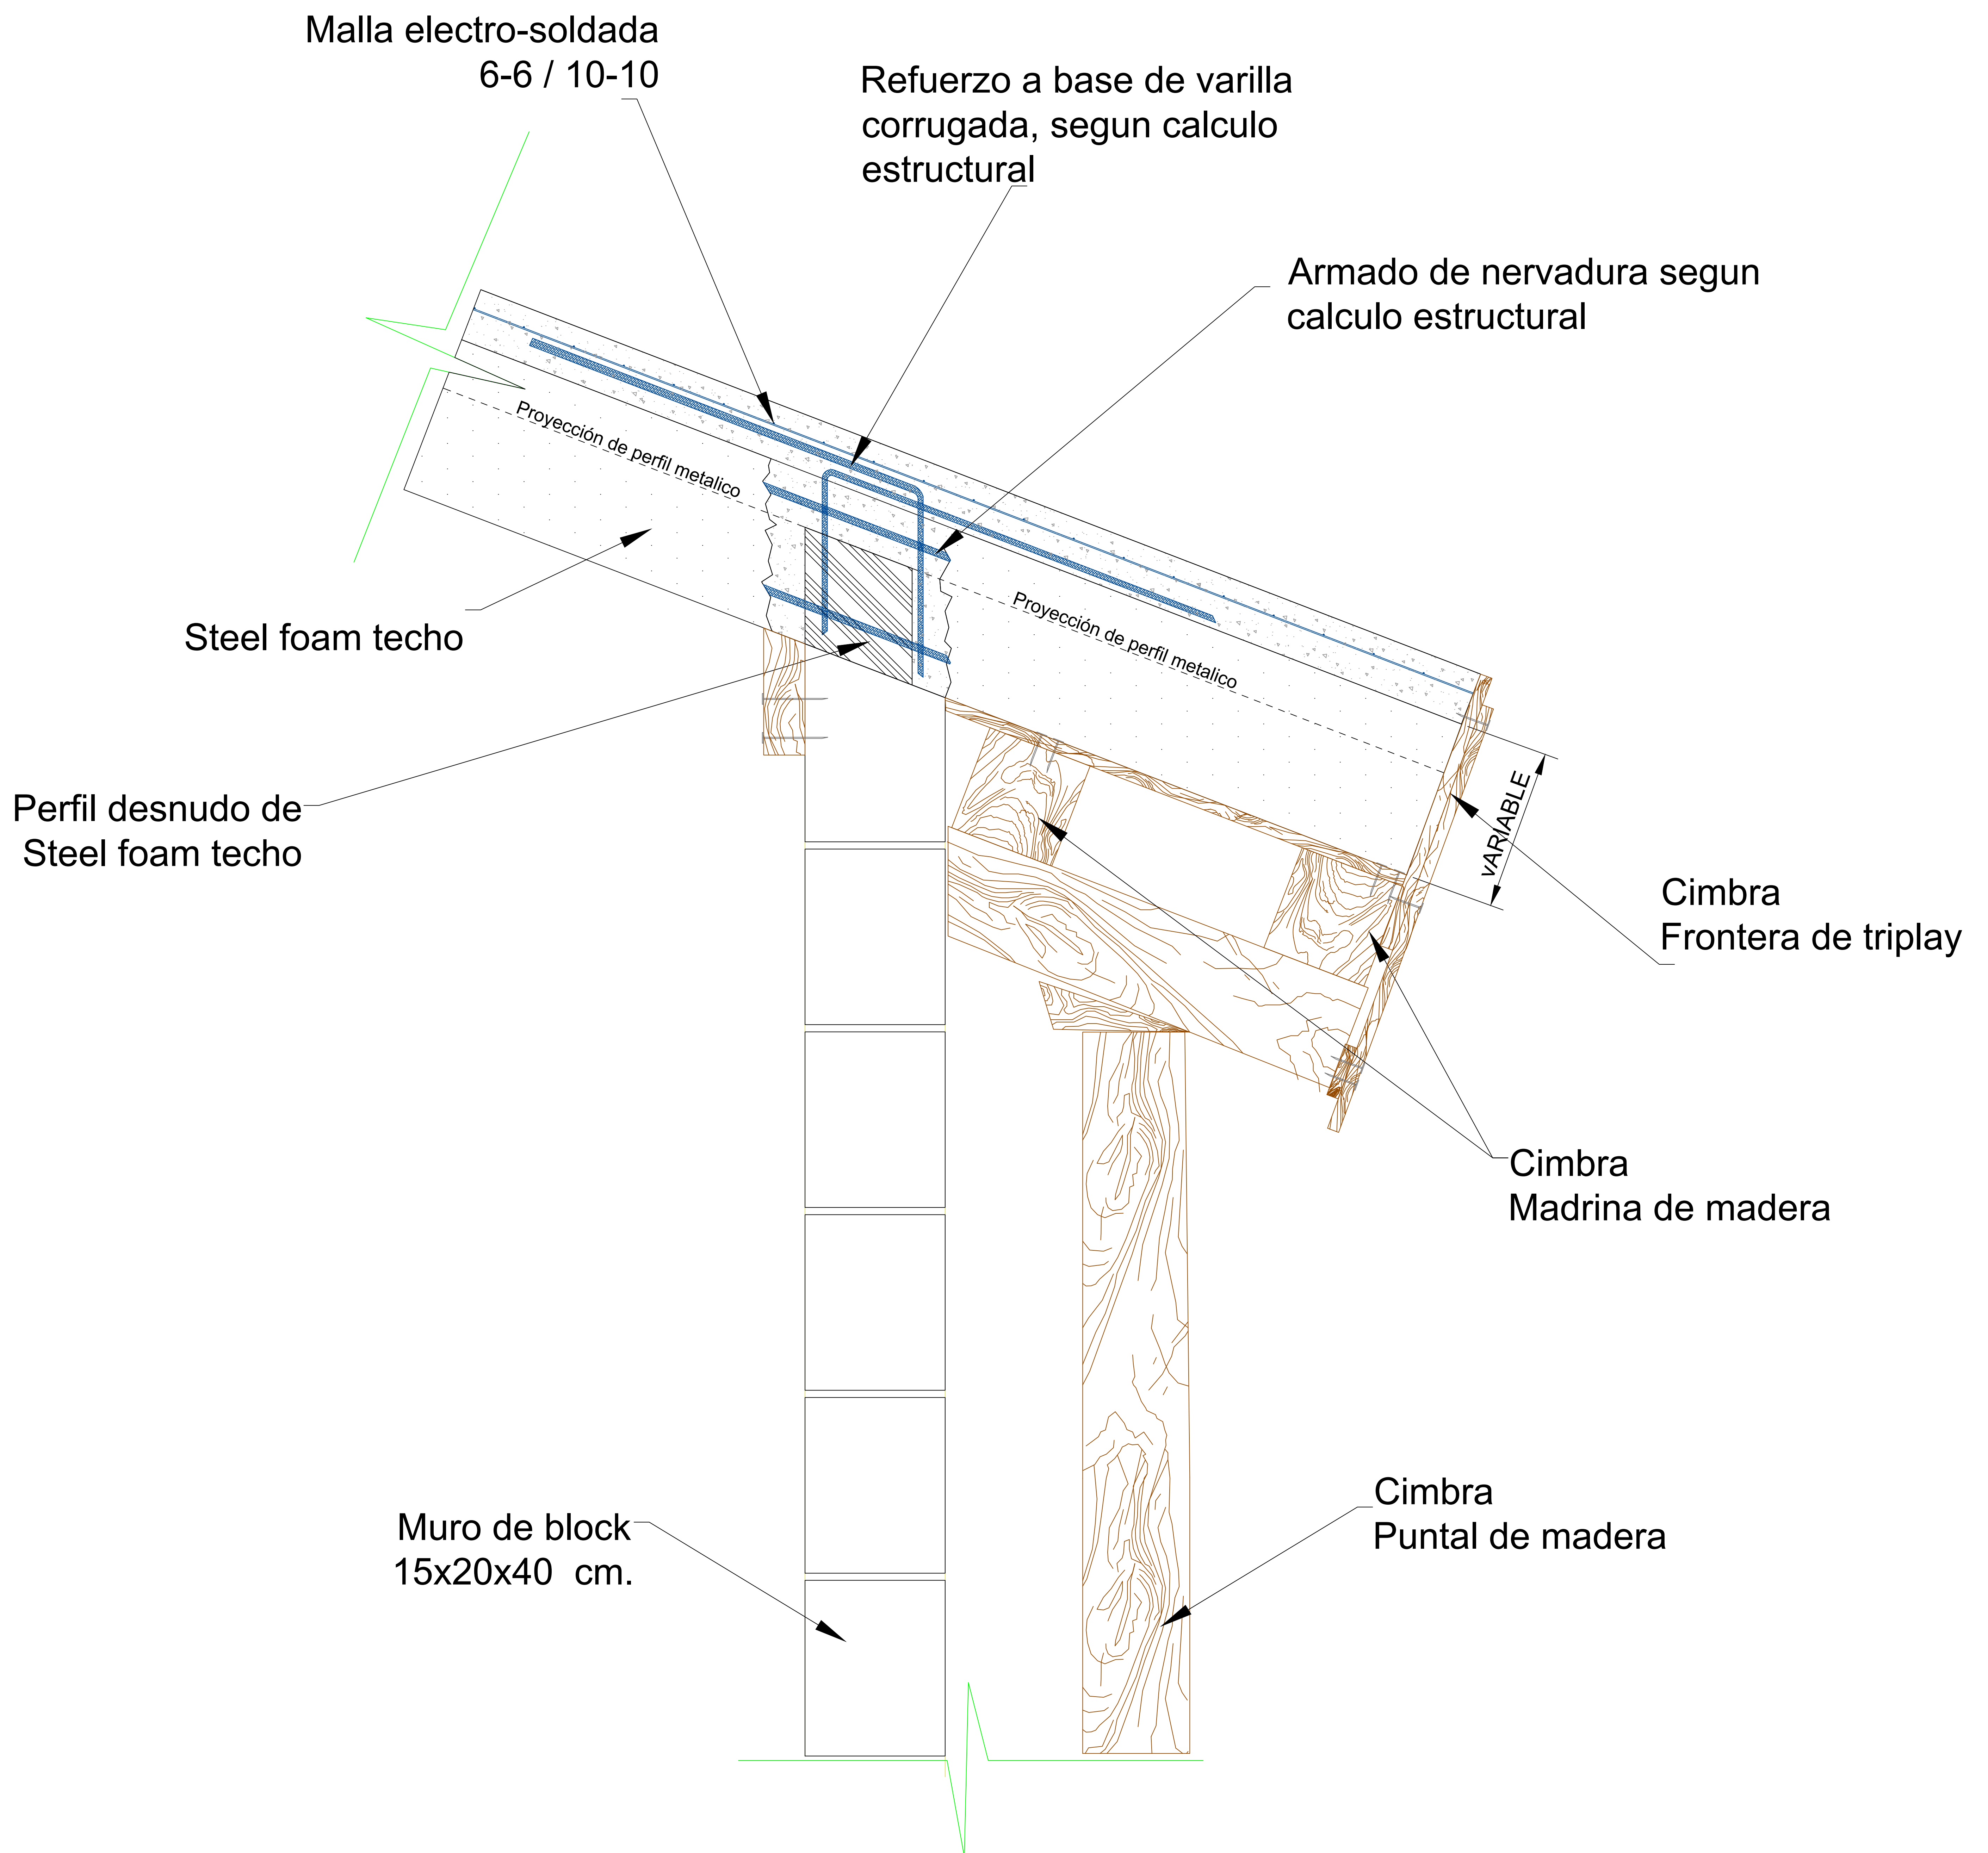 Malla electro-soldada
6-6 / 10-10
Refuerzo a base de varilla
corrugada, segun calculo
estructural
Armado de nervadura segun
calculo estructural
Proyección de perfil metalico
Proyección de perfil metalico
Steel foam techo
Perfil desnudo de
Steel foam techo
vARIABLE
Cimbra
Frontera de triplay
Cimbra
Madrina de madera
Cimbra
Puntal de madera
Muro de block
15x20x40 cm.